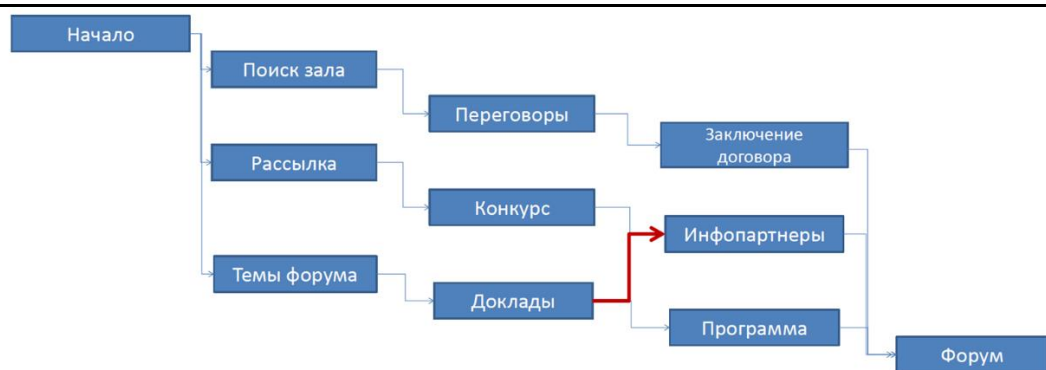 Начало
Поиск зала
Переговоры
Заключение
договора
Рассылка
Конкурс
Инфопартнеры
Темы форума
Доклады
Программа
Форум